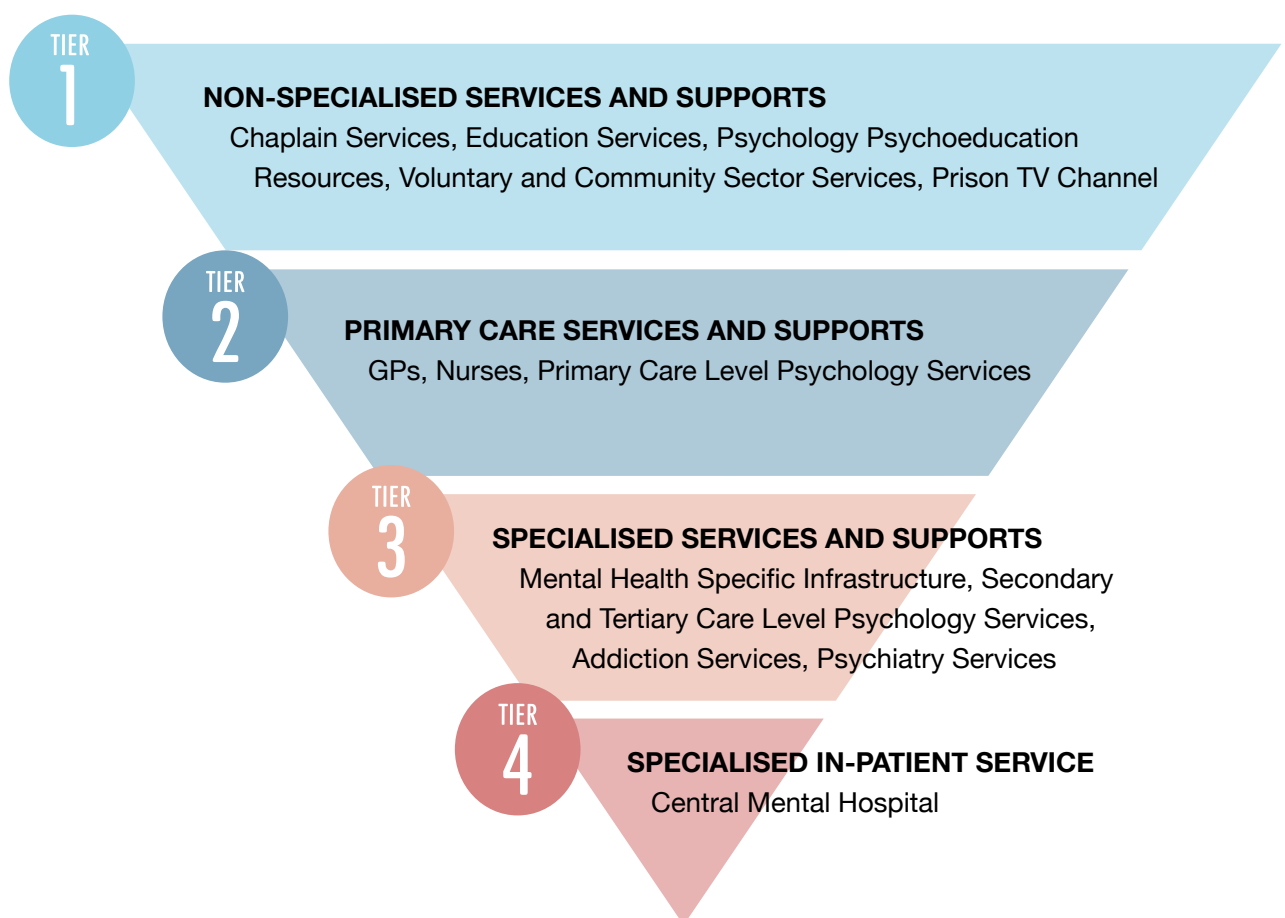 TIER
1
NON-SPECIALISED SERVICES AND SUPPORTS
Chaplain Services, Education Services, Psychology Psychoeducation
Resources, Voluntary and Community Sector Services, Prison TV Channel
TIER
2
PRIMARY CARE SERVICES AND SUPPORTS
GPs, Nurses, Primary Care Level Psychology Services
TIER
3
SPECIALISED SERVICES AND SUPPORTS
Mental Health Specific Infrastructure, Secondary
and Tertiary Care Level Psychology Services,
Addiction Services, Psychiatry Services
TIER
4
SPECIALISED IN-PATIENT SERVICE
Central Mental Hospital